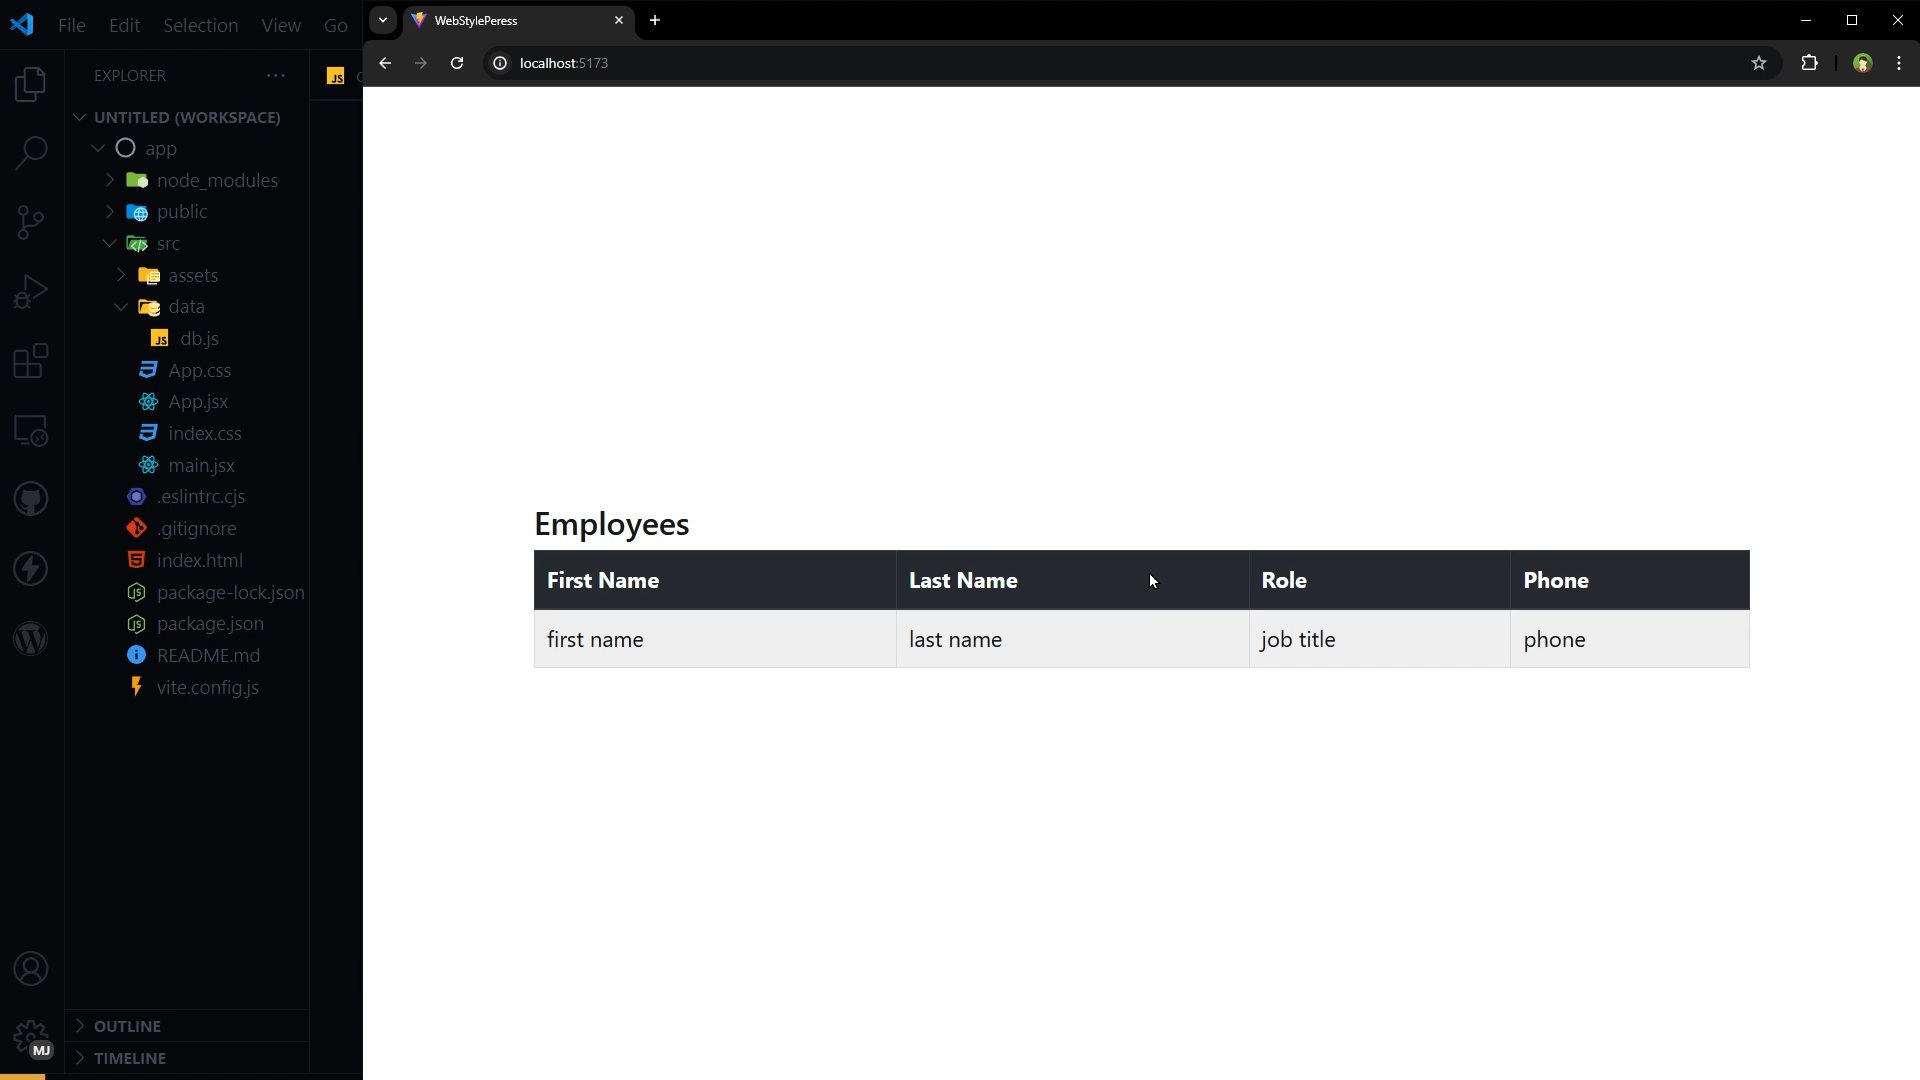 File Edit Selection View Go
EXPLORER
UNTITLED (WORKSPACE)
app
node_modules
public
src
assets
data
JS db.js
App.css
App.jsx
index.css
main.jsx
.eslintrc.cjs
.gitignore
index.html
package-lock.json
package.json
README.md
vite.config.js
OUTLINE
TIMELINE
MJ
JS
WebStylePeress
localhost:5173
Employees
First Name Last Name Role Phone
first name last name job title phone